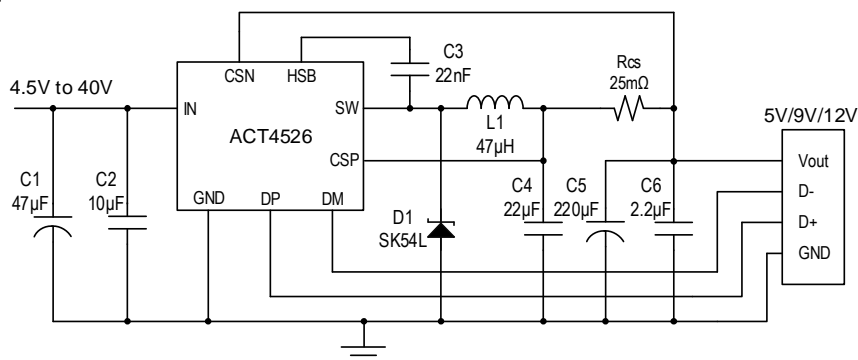 CSN
HSB
C3
22nF
Rcs
25mΩ
4.5V to 40V
IN
SW
5V/9V/12V
ACT4526
L1
47µH
CSP
Vout
C1
47µF
C2
10µF
GND
DP
DM
D1
SK54L
C4
22µF
C5
220µF
C6
2.2µF
D-
D+
GND